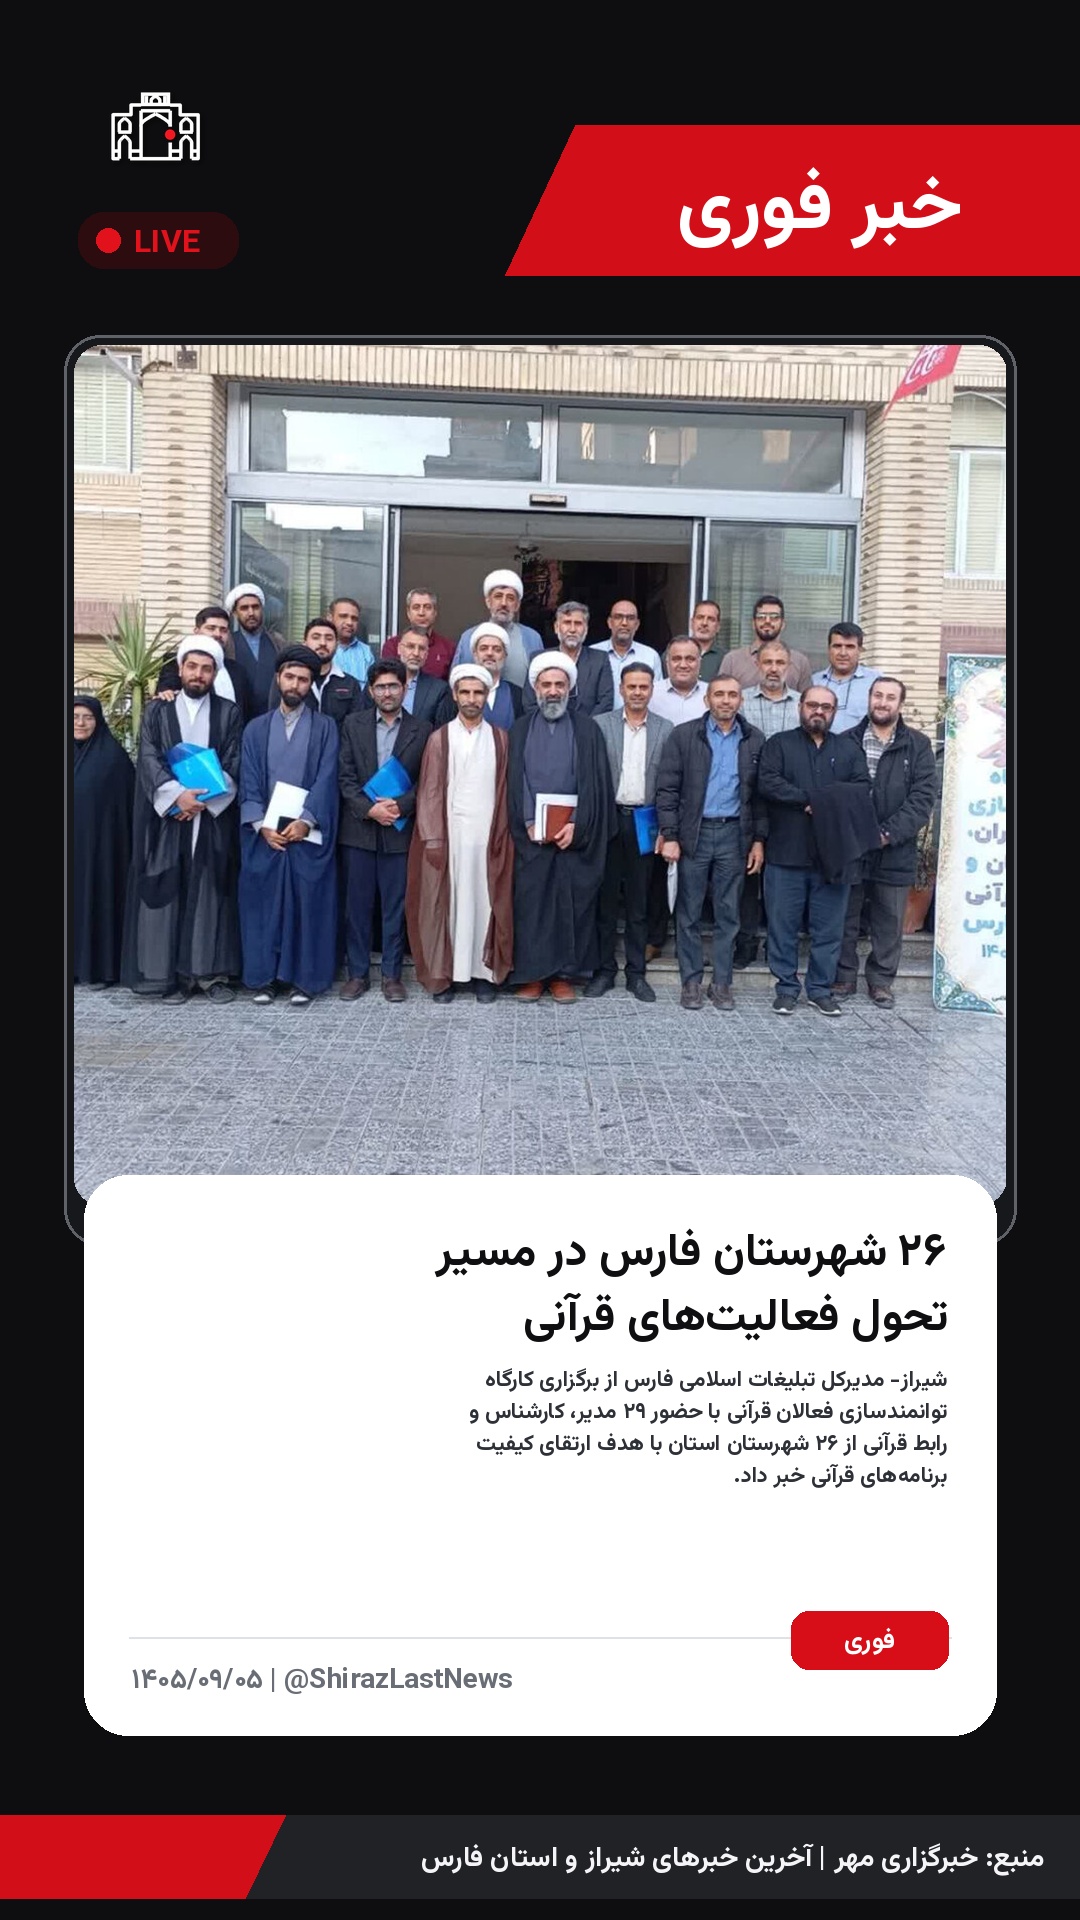 خبر فوری
LIVE
۲۶ شهرستان فارس در مسیر
تحول فعالیت‌های قرآنی
شیراز- مدیرکل تبلیغات اسلامی فارس از برگزاری کارگاه
توانمندسازی فعالان قرآنی با حضور ۲۹ مدیر، کارشناس و
رابط قرآنی از ۲۶ شهرستان استان با هدف ارتقای کیفیت
برنامه‌های قرآنی خبر داد.
فوری
۱۴۰۵/۰۹/۰۵ | @ShirazLastNews
منبع: خبرگزاری مهر | آخرین خبرهای شیراز و استان فارس